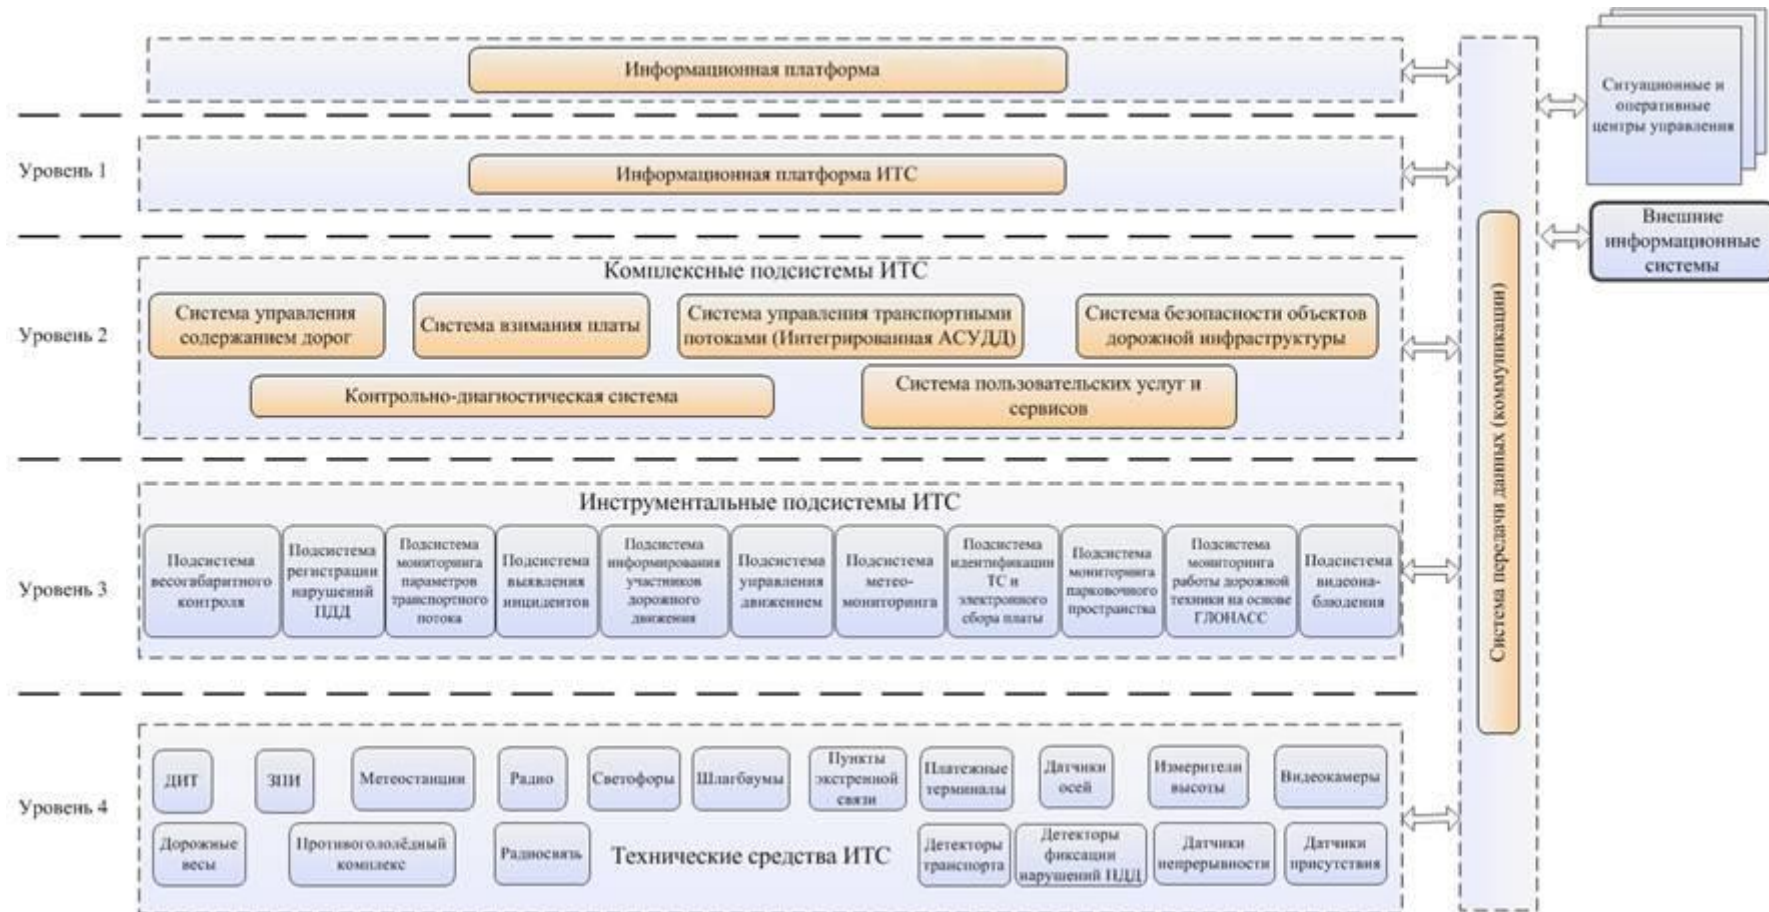 Информационная платформа
Ситуационные и
оперативные
центры управления
Уровень 1
Информационная платформа ИТС
Внешние
информационные
системы
Уровень 2
Комплексные подсистемы ИТС
Система управления
содержанием дорог
Система взимания платы
Система управления транспортными
потоками (Интегрированная АСУДД)
Система безопасности объектов
дорожной инфраструктуры
Контрольно-диагностическая система
Система пользовательских услуг и
сервисов
Система передачи данных (коммуникации)
Уровень 3
Инструментальные подсистемы ИТС
Подсистема
весогабаритного
контроля
Подсистема
регистрации
нарушений
ПДД
Подсистема
мониторинга
параметров
транспортного
потока
Подсистема
выявления
инцидентов
Подсистема
информирования
участников
дорожного
движения
Подсистема
управления
движением
Подсистема
метео-
мониторинга
Подсистема
идентификации
ТС и
электронного
сбора платы
Подсистема
мониторинга
парковочного
пространства
Подсистема
мониторинга
работы дорожной
техники на основе
ГЛОНАСС
Подсистема
видеона-
блюдения
Уровень 4
ДИТ
ЗПИ
Метеостанции
Радио
Светофоры
Шлагбаумы
Пункты
экстренной
связи
Платежные
терминалы
Датчики
осей
Измерители
высоты
Видеокамеры
Дорожные
весы
Противогололёдный
комплекс
Радиосвязь
Технические средства ИТС
Детекторы
транспорта
Детекторы
фиксации
нарушений ПДД
Датчики
непрерывности
Датчики
присутствия